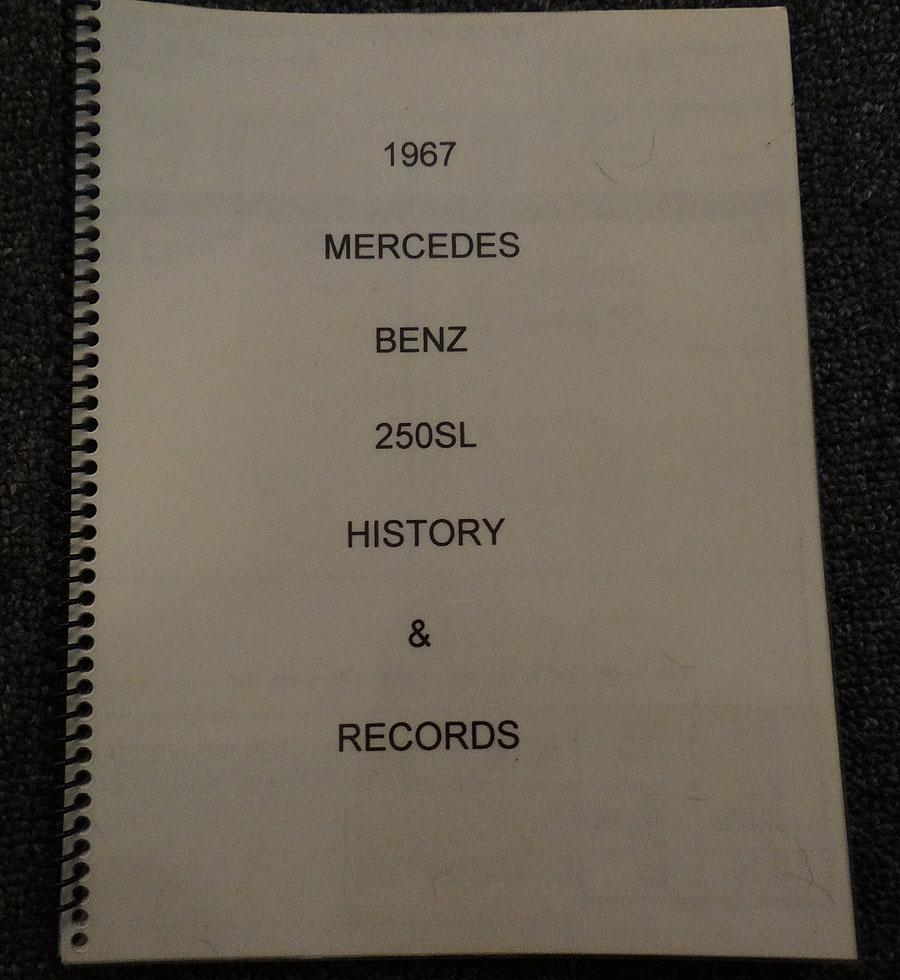 1967
MERCEDES
BENZ
250SL
HISTORY
&
RECORDS